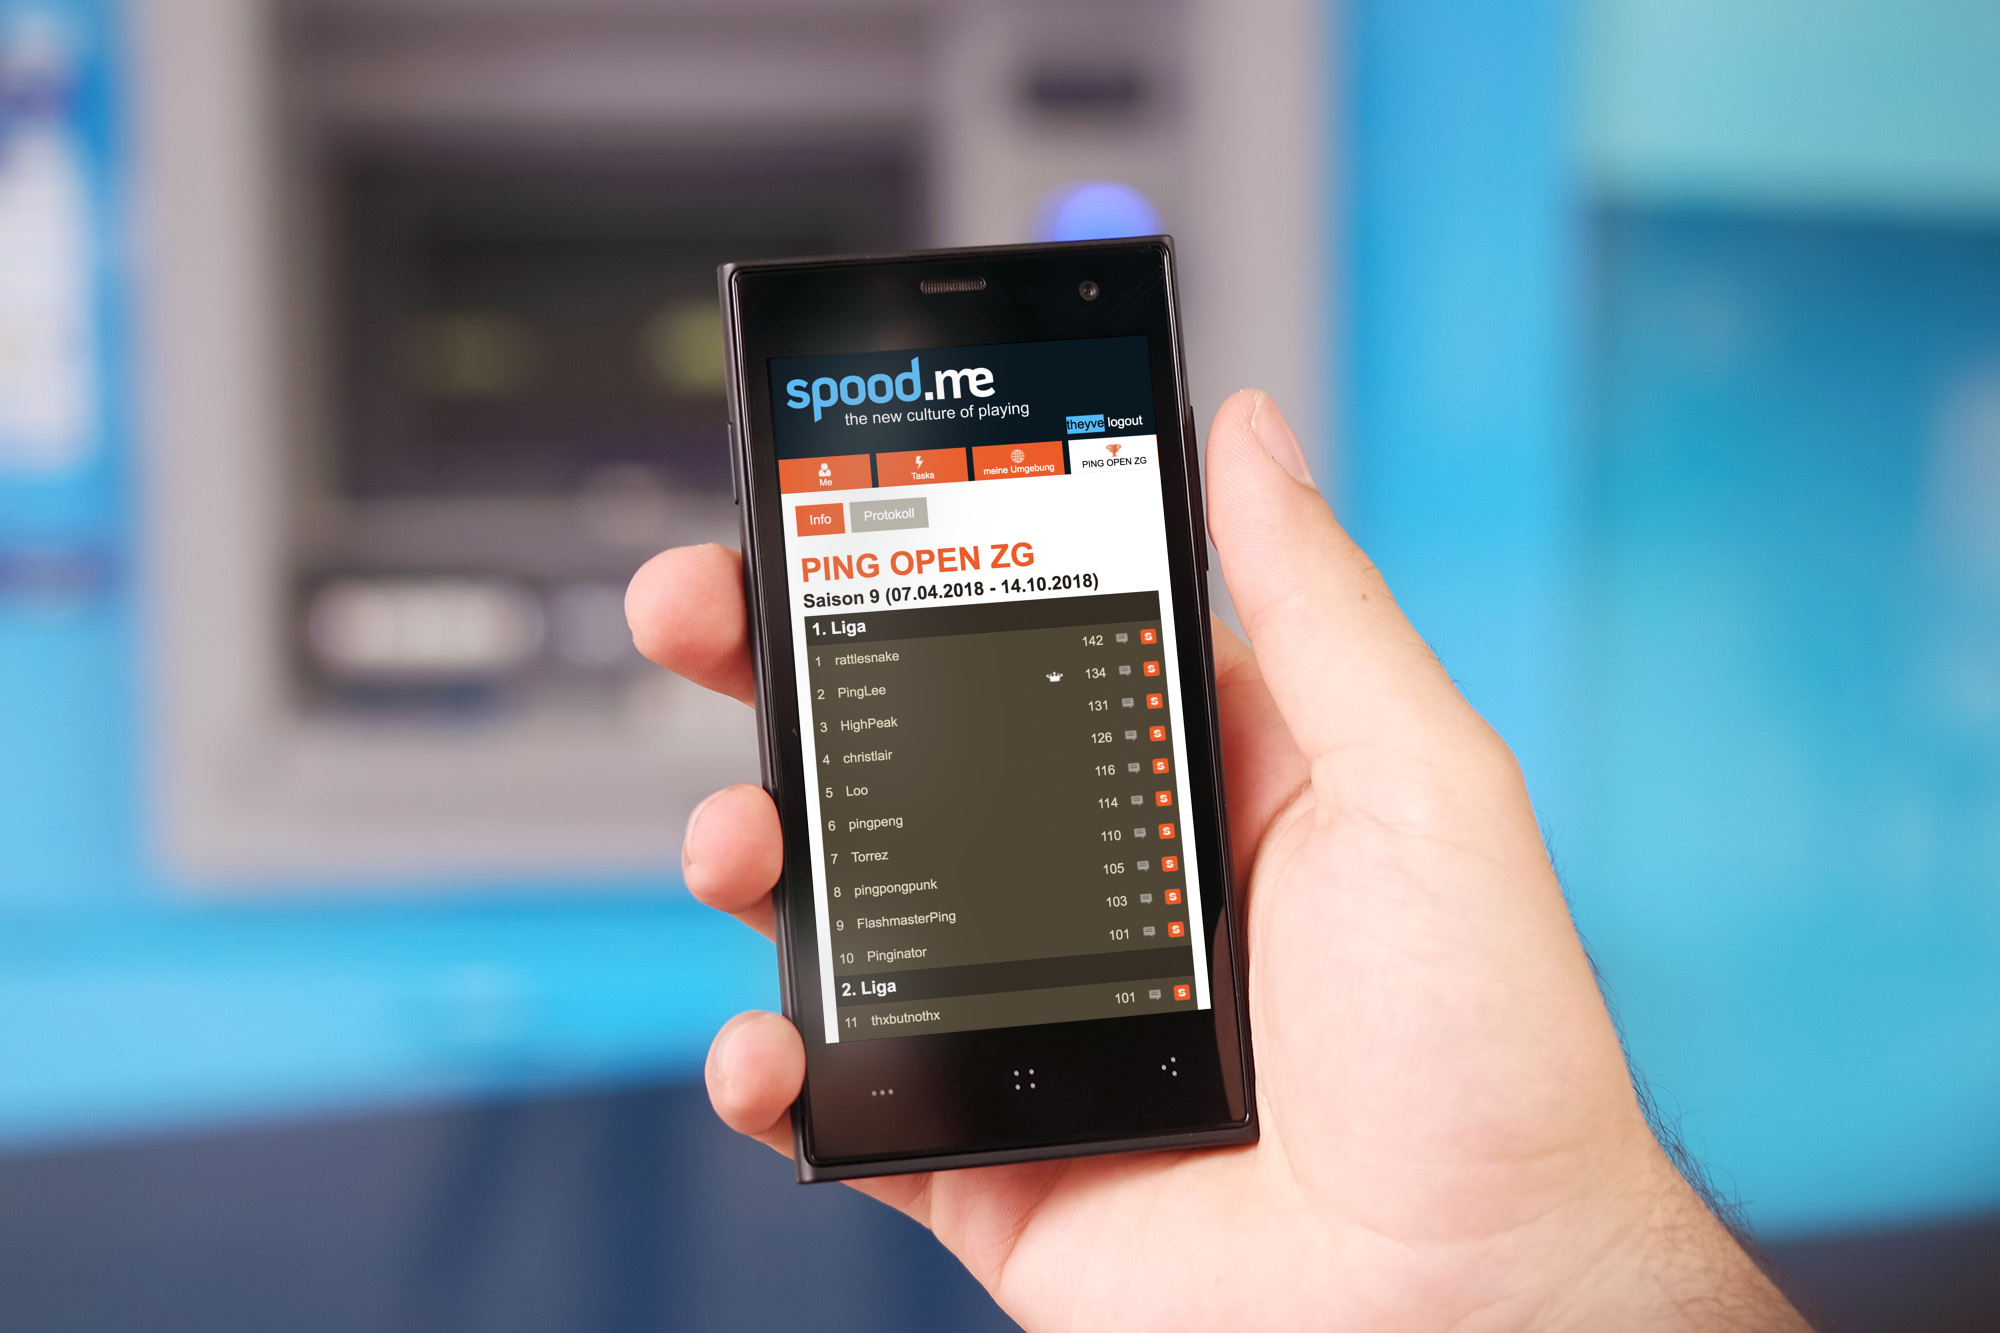 spood.me
the new culture of playing
theyve logout
Me
Tasks
meine Umgebung
PING OPEN ZG
Info
Protokoll
PING OPEN ZG
Saison 9 (07.04.2018 - 14.10.2018)
1. Liga
1 rattlesnake 142 S
2 PingLee 134 S
3 HighPeak 131 S
4 christlair 126 S
5 Loo 116 S
6 pingpeng 114 S
7 Torrez 110 S
8 pingpongpunk 105 S
9 FlashmasterPing 103 S
10 Pinginator 101 S
2. Liga
11 thxbutnothx 101 S